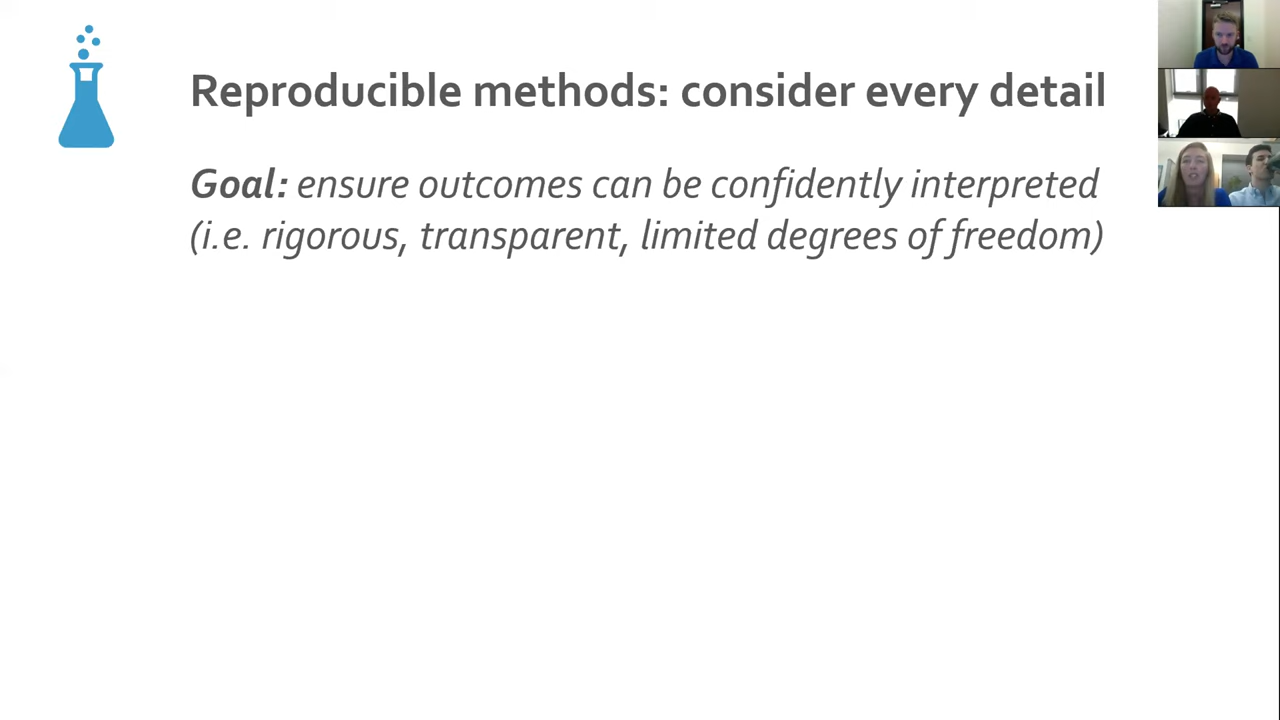 Reproducible methods: consider every detail
Goal: ensure outcomes can be confidently interpreted
(i.e. rigorous, transparent, limited degrees of freedom)